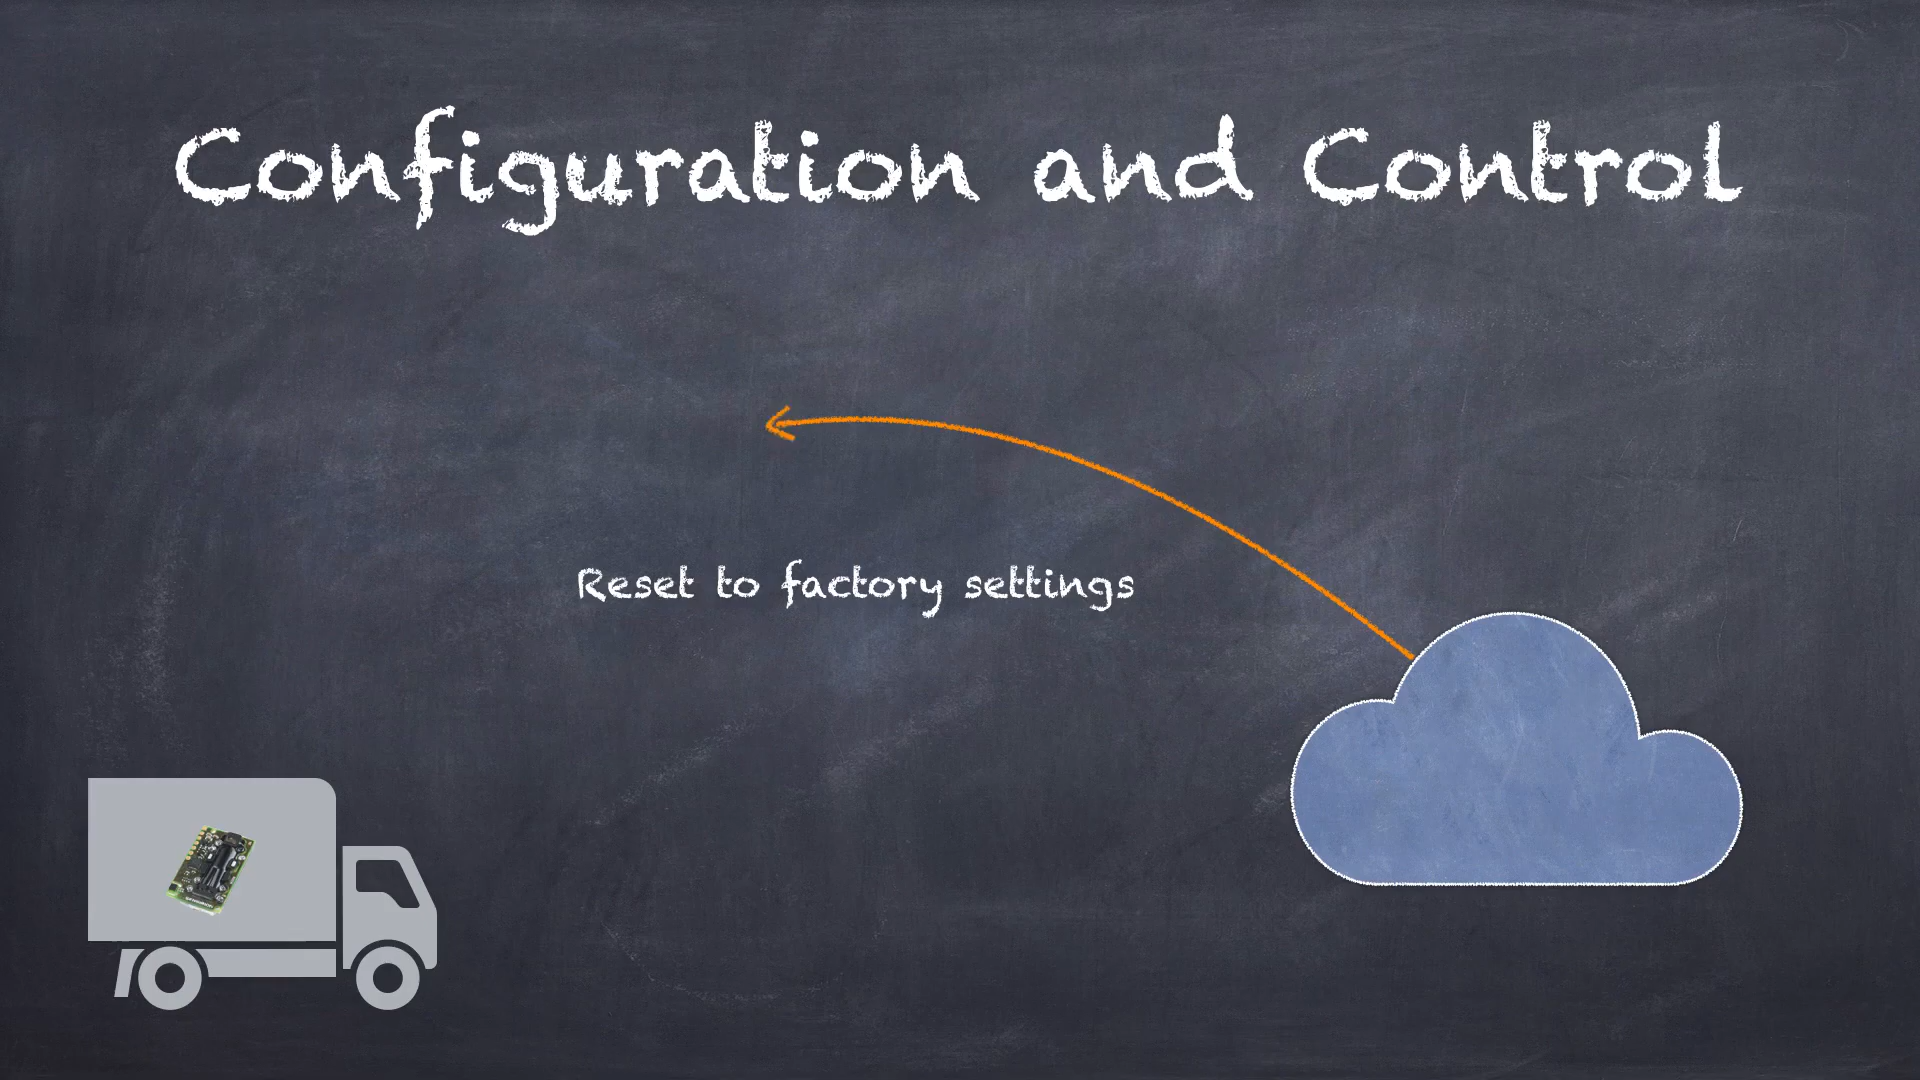 Configuration and Control
Reset to factory settings